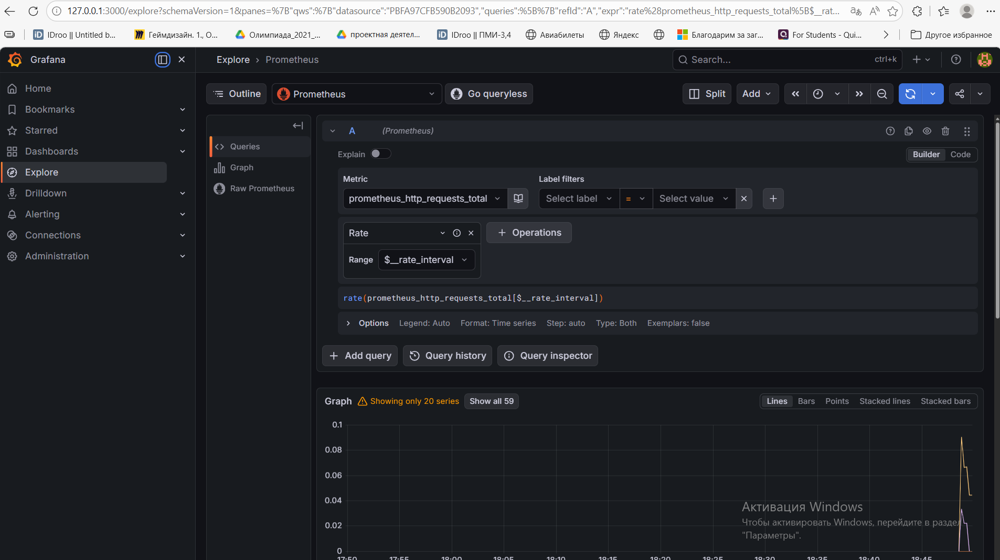 127.0.0.1:3000/explore?schemaVersion=1&panes=%7B"qws":%7B"datasource":"PBFA97CFB590B2093","queries":%5B%7B"refId":"A","expr":"rate%28prometheus_http_requests_total%5B$__rat...
IDroo || Untitled b... Геймдизайн. 1., О... Олимпиада_2021_... проектная деятел... IDroo || ПМИ-3,4 Авиабилеты Яндекс Благодарим за заг... For Students - Qui... Другое избранное
Grafana
Explore › Prometheus
Search... ctrl+k
Home
Bookmarks
Starred
Dashboards
Explore
Drilldown
Alerting
Connections
Administration
Outline Prometheus Go queryless Split Add
Queries
Graph
Raw Prometheus
A (Prometheus)
Explain Builder Code
Metric Label filters
prometheus_http_requests_total Select label = Select value
Rate + Operations
Range $__rate_interval
rate(prometheus_http_requests_total[$__rate_interval])
Options Legend: Auto Format: Time series Step: auto Type: Both Exemplars: false
+ Add query Query history Query inspector
Graph Showing only 20 series Show all 59 Lines Bars Points Stacked lines Stacked bars
0.1
0.08
0.06
0.04
0.02
0
17:50 17:55 18:00 18:05 18:10 18:15 18:20 18:25 18:30 18:35 18:40 18:45
Активация Windows
Чтобы активировать Windows, перейдите в раздел
"Параметры".